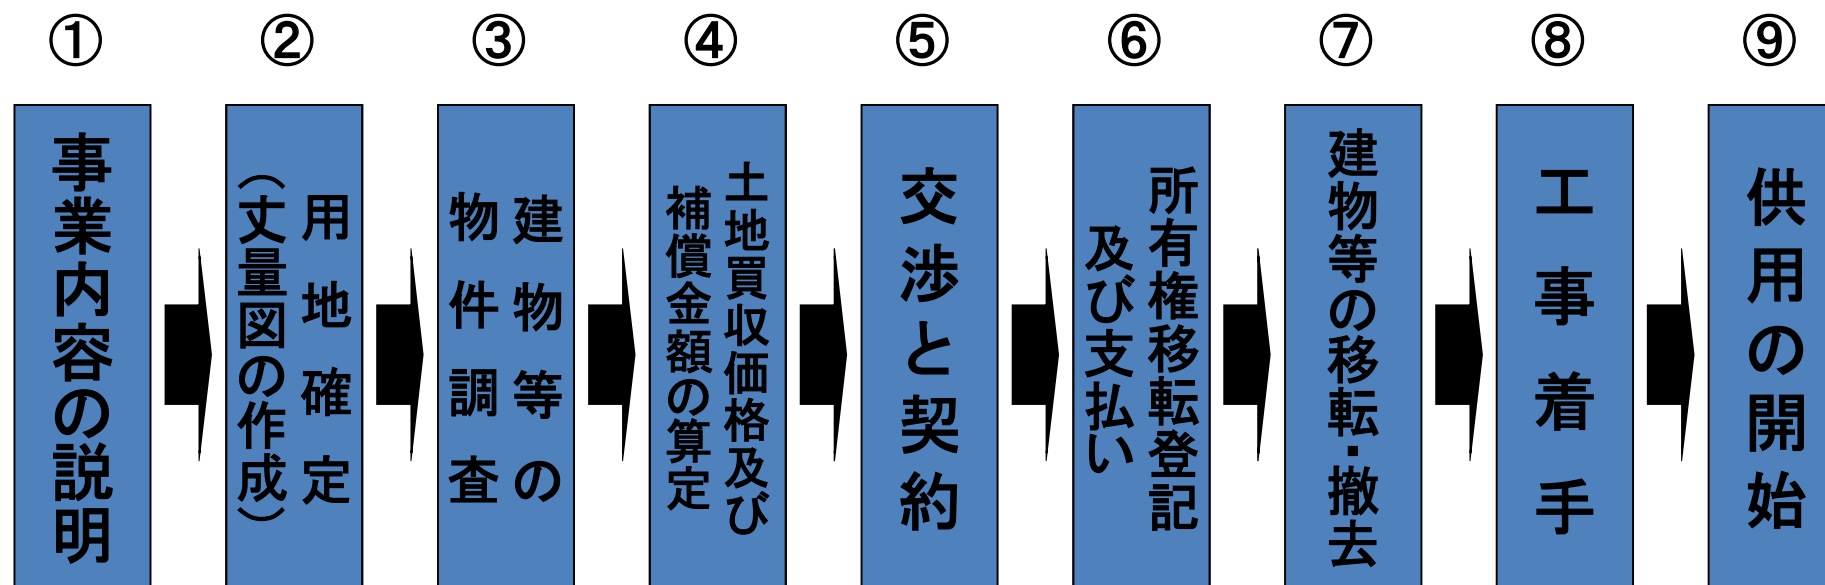 ①
事業内容の説明
②
用地確定
(丈量図の作成)
③
建物等の
物件調査
④
土地買収価格及び
補償金額の算定
⑤
交渉と契約
⑥
所有権移転登記
及び支払い
⑦
建物等の移転・撤去
⑧
工事着手
⑨
供用の開始